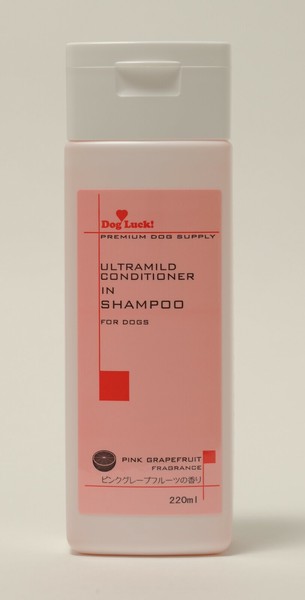 Dog Luck!
PREMIUM DOG SUPPLY
ULTRAMILD
CONDITIONER
IN
SHAMPOO
FOR DOGS
PINK GRAPEFRUIT
FRAGRANCE
ピンクグレープフルーツの香り
220ml